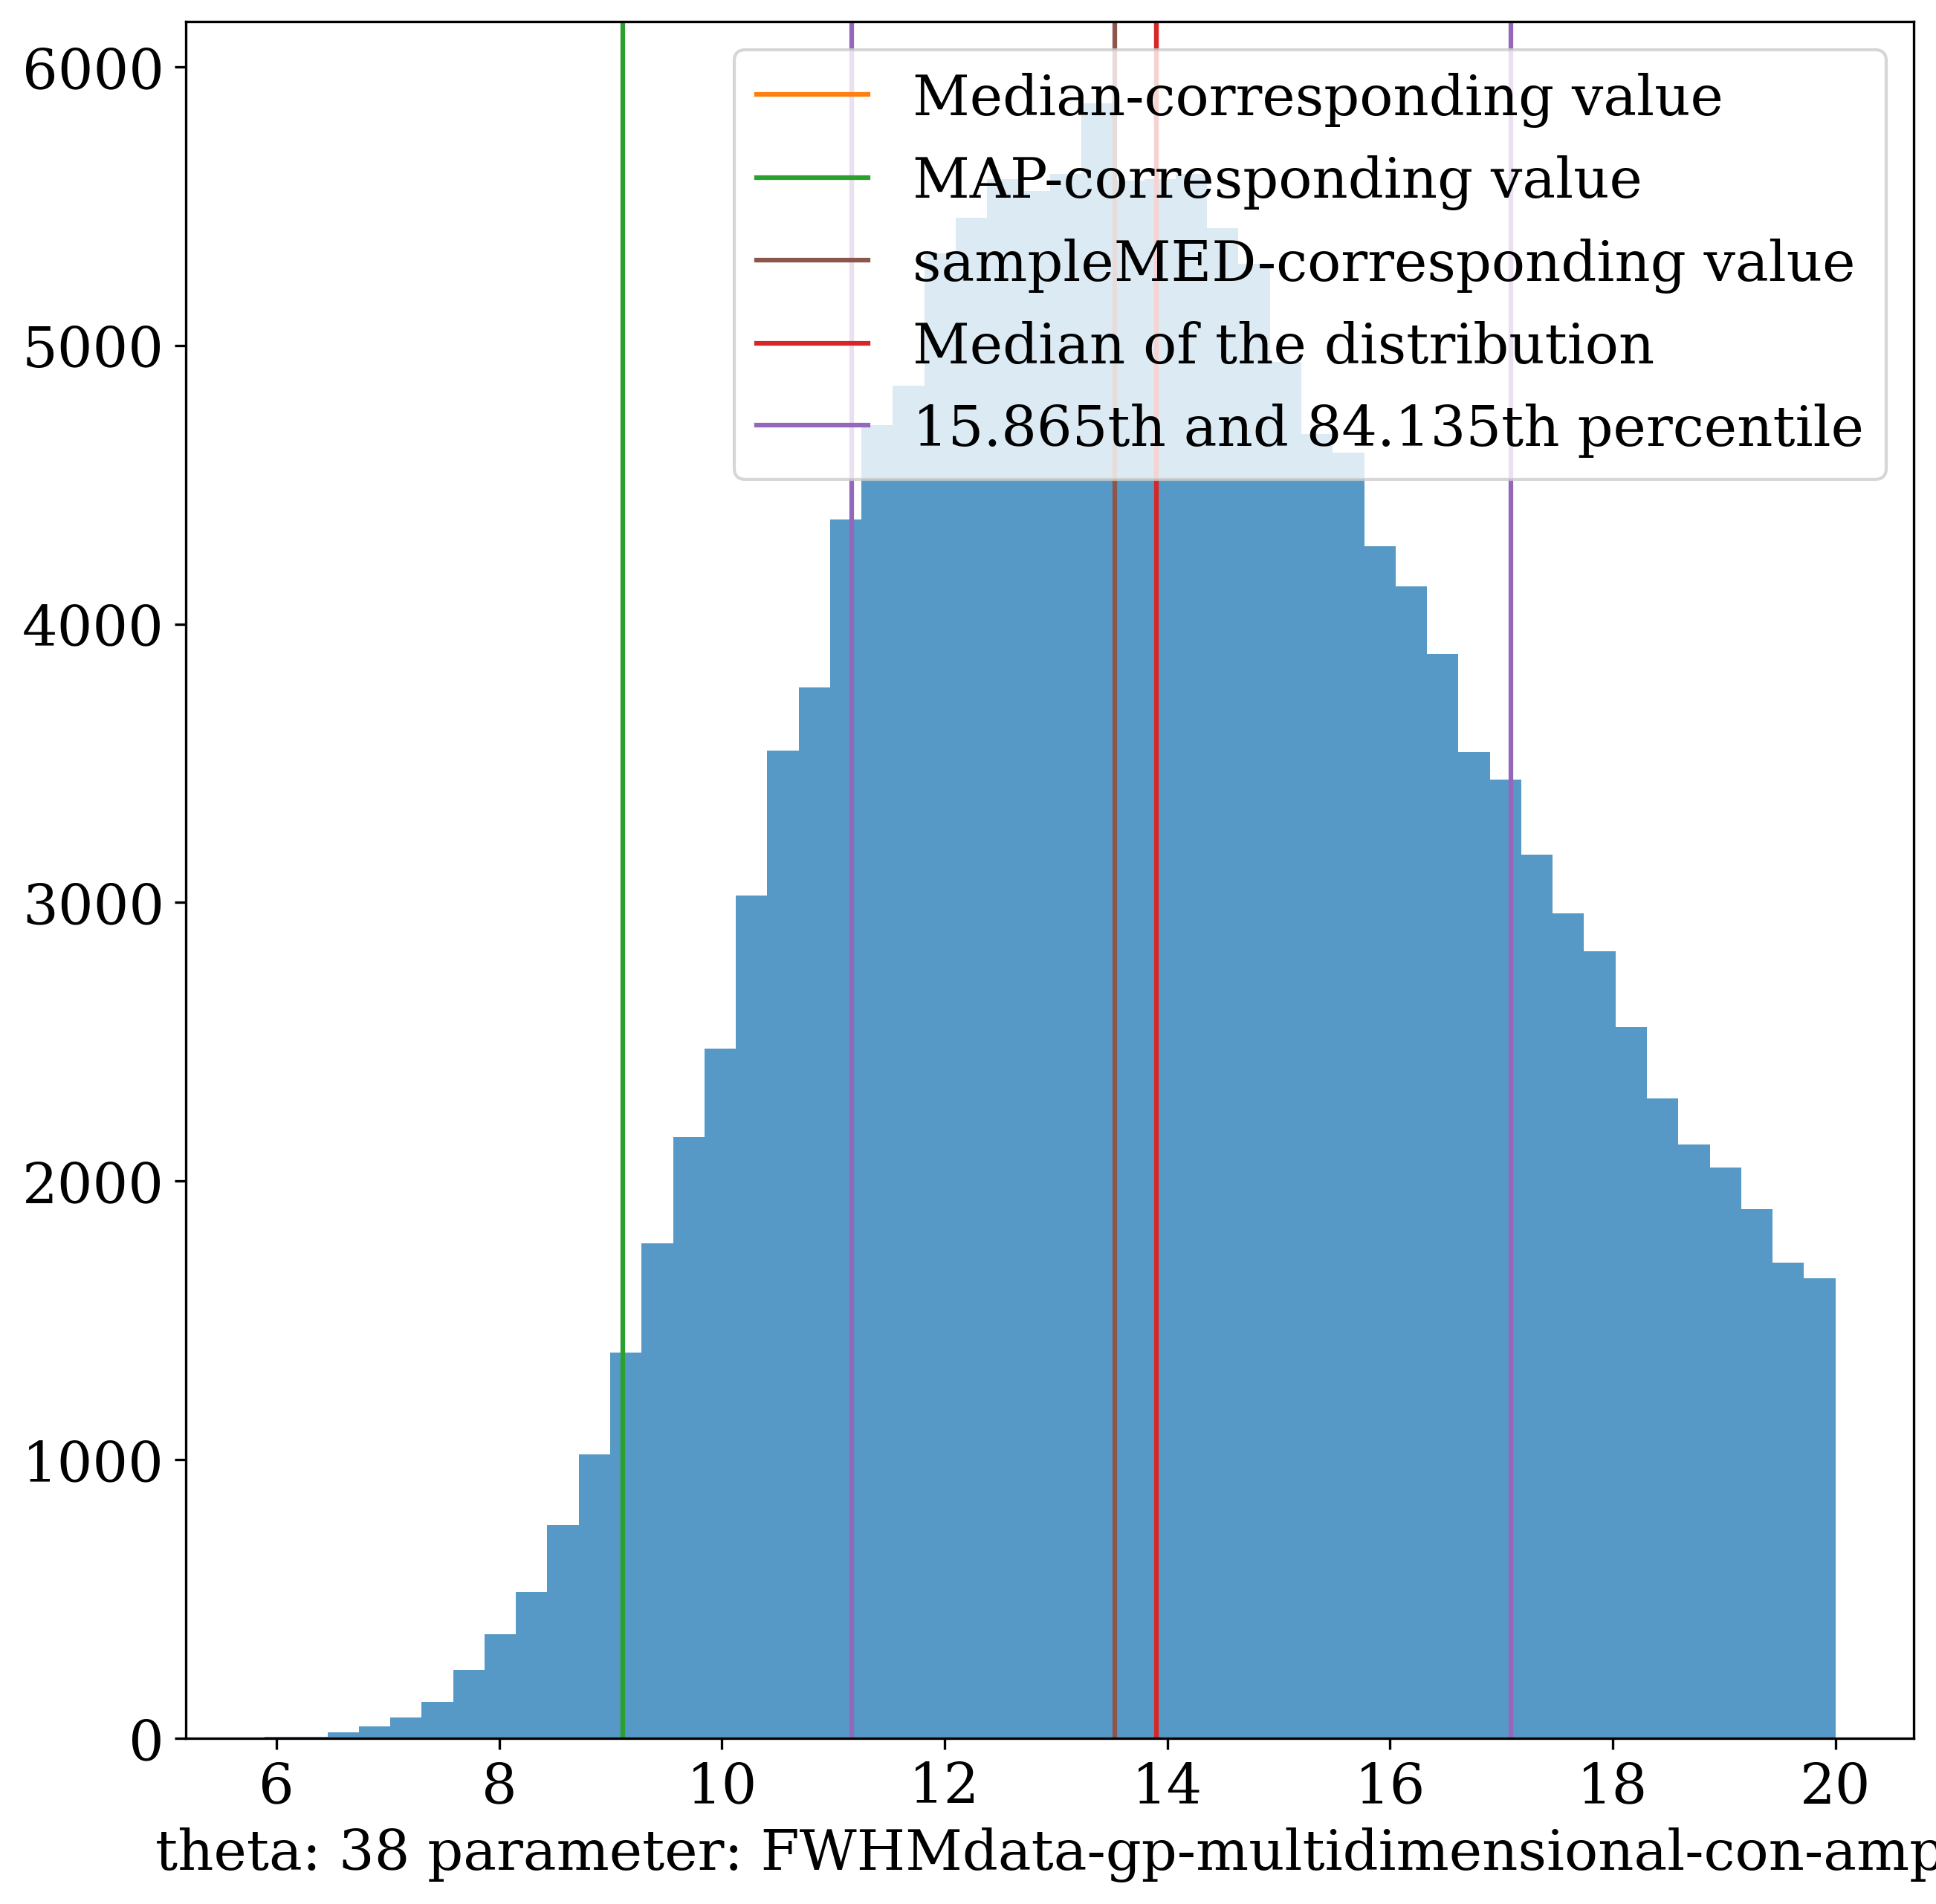 6000
5000
4000
3000
2000
1000
0
Median-corresponding value
MAP-corresponding value
sampleMED-corresponding value
Median of the distribution
15.865th and 84.135th percentile
6 8 10 12 14 16 18 20
theta: 38 parameter: FWHMdata-gp-multidimensional-con-amp